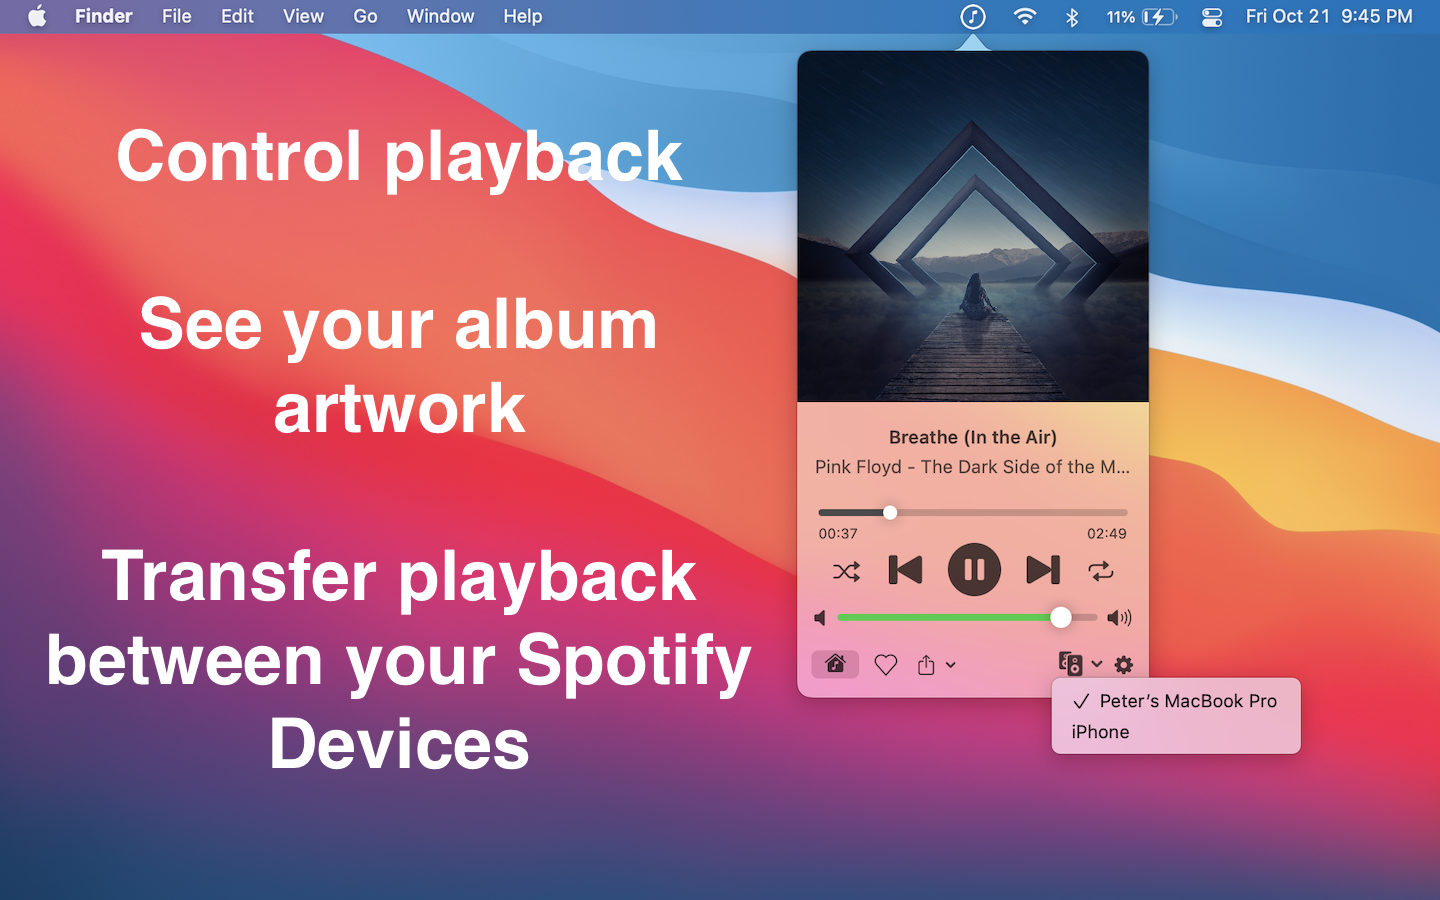 Finder File Edit View Go Window Help 11% Fri Oct 21 9:45 PM
Control playback
See your album
artwork
Transfer playback
between your Spotify
Devices
Breathe (In the Air)
Pink Floyd - The Dark Side of the M...
00:37 02:49
Peter's MacBook Pro
iPhone